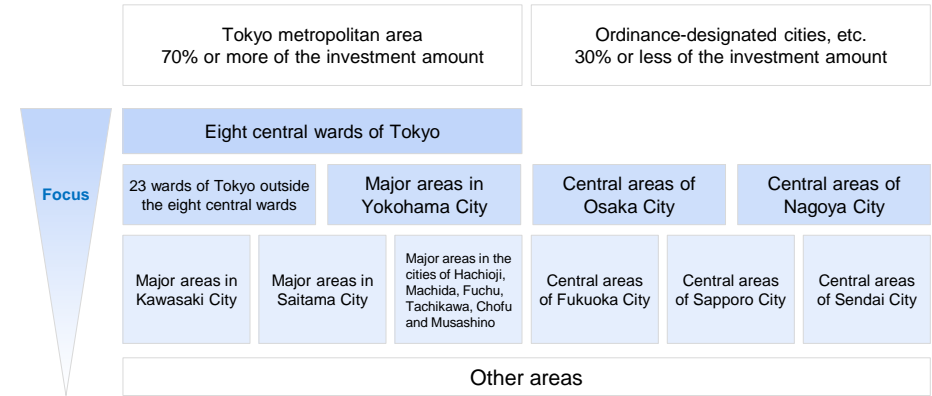 Tokyo metropolitan area
70% or more of the investment amount
Ordinance-designated cities, etc.
30% or less of the investment amount
Focus
Eight central wards of Tokyo
23 wards of Tokyo outside
the eight central wards
Major areas in
Yokohama City
Central areas of
Osaka City
Central areas of
Nagoya City
Major areas in
Kawasaki City
Major areas in
Saitama City
Major areas in the
cities of Hachioji,
Machida, Fuchu,
Tachikawa, Chofu
and Musashino
Central areas
of Fukuoka City
Central areas
of Sapporo City
Central areas
of Sendai City
Other areas